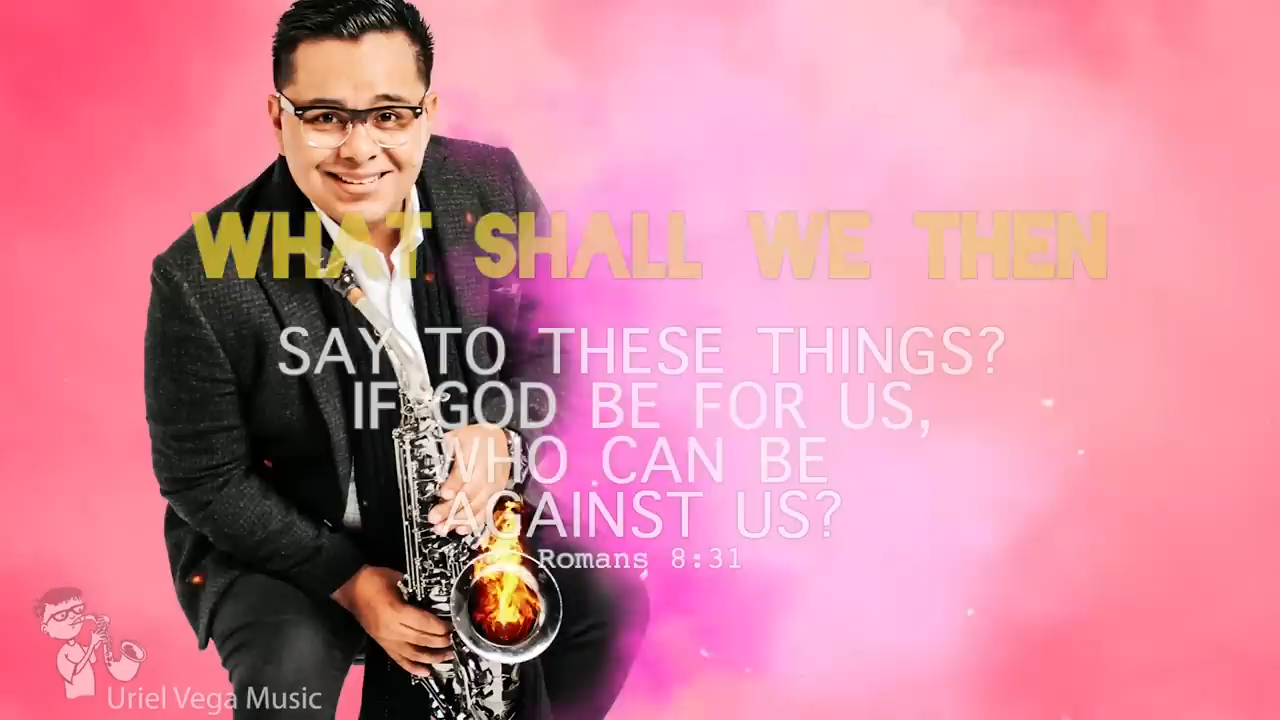 WHAT SHALL WE THEN
SAY TO THESE THINGS?
IF GOD BE FOR US,
WHO CAN BE
AGAINST US?
Romans 8:31
Uriel Vega Music